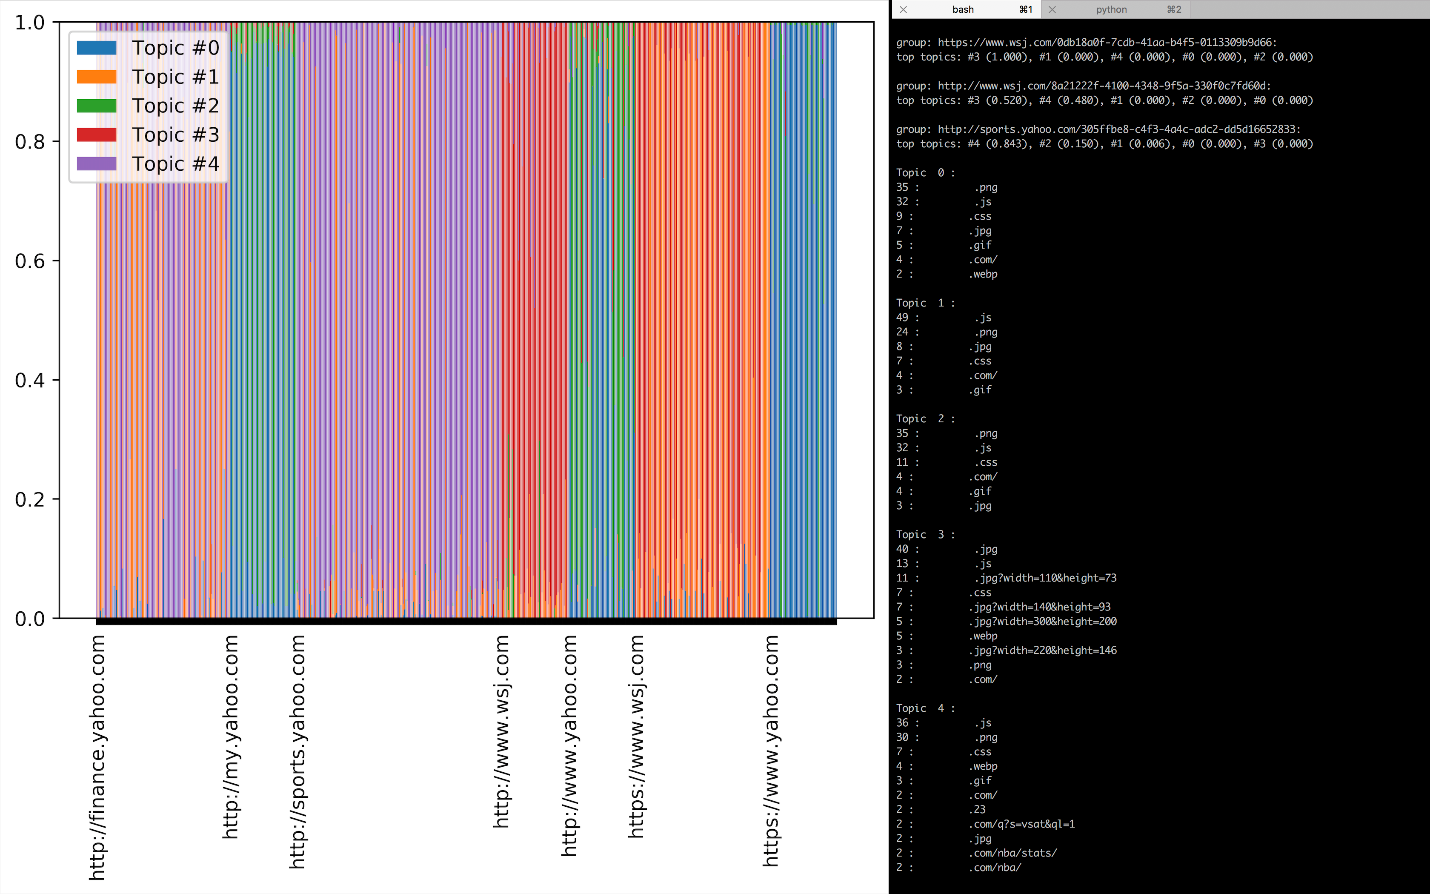 1.0
0.8
0.6
0.4
0.2
0.0
Topic #0
Topic #1
Topic #2
Topic #3
Topic #4
http://finance.yahoo.com
http://my.yahoo.com
http://sports.yahoo.com
http://www.wsj.com
http://www.yahoo.com
https://www.wsj.com
https://www.yahoo.com
bash ⌘1 python ⌘2
group: https://www.wsj.com/0db18a0f-7cdb-41aa-b4f5-0113309b9d66:
top topics: #3 (1.000), #1 (0.000), #4 (0.000), #0 (0.000), #2 (0.000)
group: http://www.wsj.com/8a21222f-4100-4348-9f5a-330f0c7fd60d:
top topics: #3 (0.520), #4 (0.480), #1 (0.000), #2 (0.000), #0 (0.000)
group: http://sports.yahoo.com/305ffbe8-c4f3-4a4c-adc2-dd5d16652833:
top topics: #4 (0.843), #2 (0.150), #1 (0.006), #0 (0.000), #3 (0.000)
Topic 0 :
35 : .png
32 : .js
9 : .css
7 : .jpg
5 : .gif
4 : .com/
2 : .webp
Topic 1 :
49 : .js
24 : .png
8 : .jpg
7 : .css
4 : .com/
3 : .gif
Topic 2 :
35 : .png
32 : .js
11 : .css
4 : .com/
4 : .gif
3 : .jpg
Topic 3 :
40 : .jpg
13 : .js
11 : .jpg?width=110&height=73
7 : .css
7 : .jpg?width=140&height=93
5 : .jpg?width=300&height=200
5 : .webp
3 : .jpg?width=220&height=146
3 : .png
2 : .com/
Topic 4 :
36 : .js
30 : .png
7 : .css
4 : .webp
3 : .gif
2 : .com/
2 : .23
2 : .com/q?s=vsat&ql=1
2 : .jpg
2 : .com/nba/stats/
2 : .com/nba/